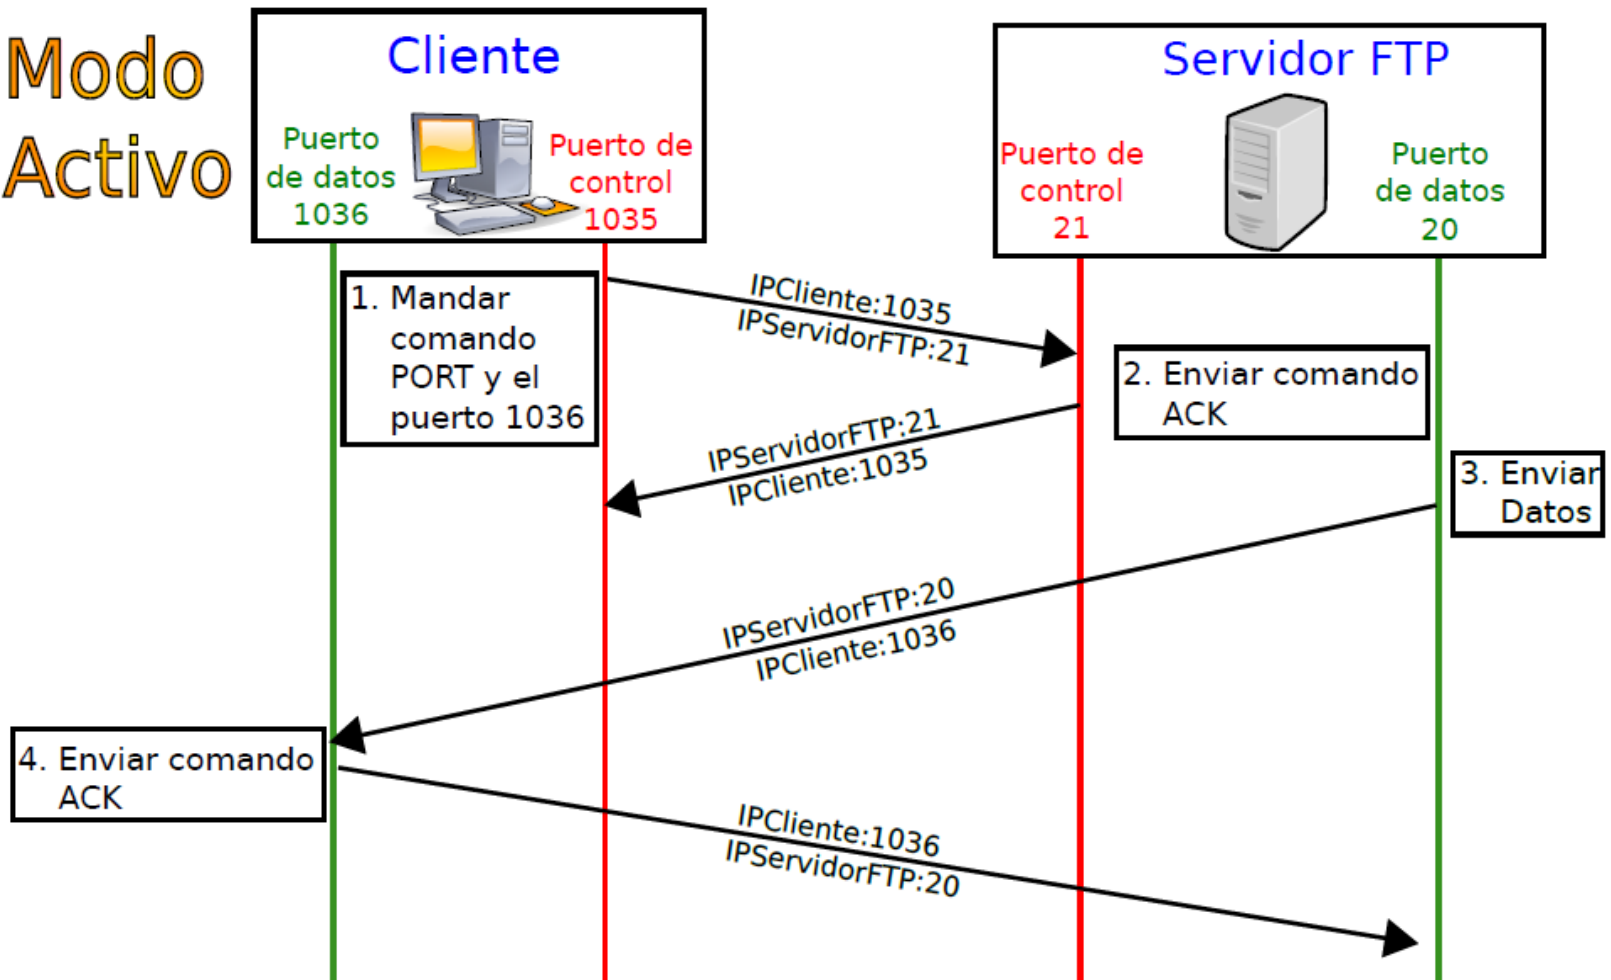 Modo
Activo
Cliente
Puerto
de datos
1036
Puerto de
control
1035
Servidor FTP
Puerto de
control
21
Puerto
de datos
20
1. Mandar
comando
PORT y el
puerto 1036
IPCliente:1035
IPServidorFTP:21
2. Enviar comando
ACK
IPServidorFTP:21
IPCliente:1035
3. Enviar
Datos
IPServidorFTP:20
IPCliente:1036
4. Enviar comando
ACK
IPCliente:1036
IPServidorFTP:20